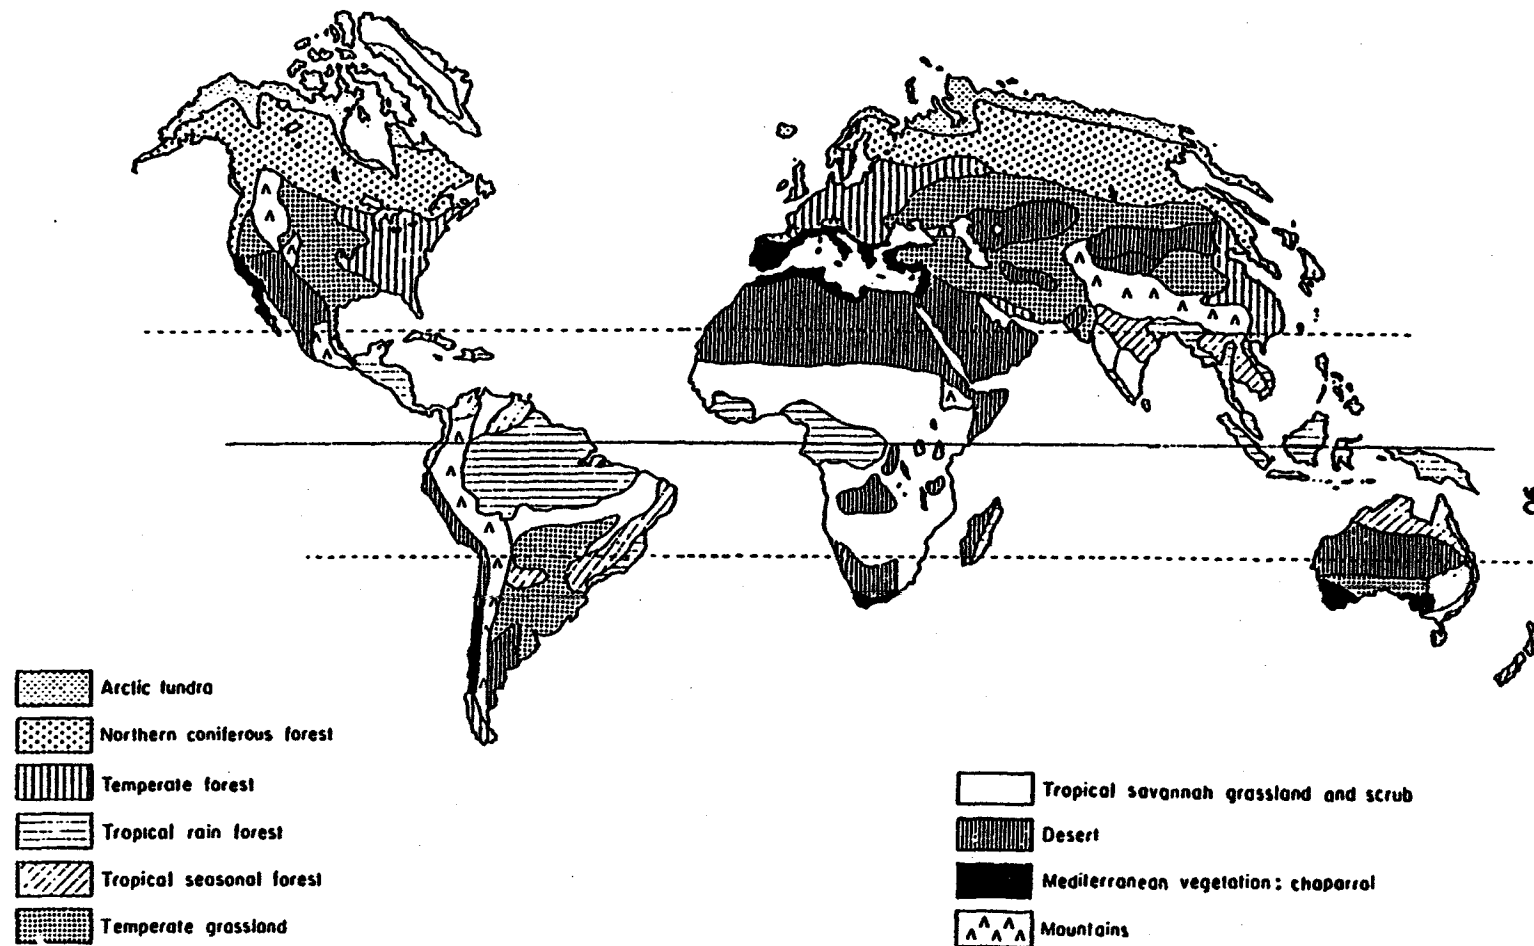 Arctic tundra
Northern coniferous forest
Temperate forest
Tropical rain forest
Tropical seasonal forest
Temperate grassland
Tropical savannah grassland and scrub
Desert
Mediterranean vegetation: chaparral
Mountains